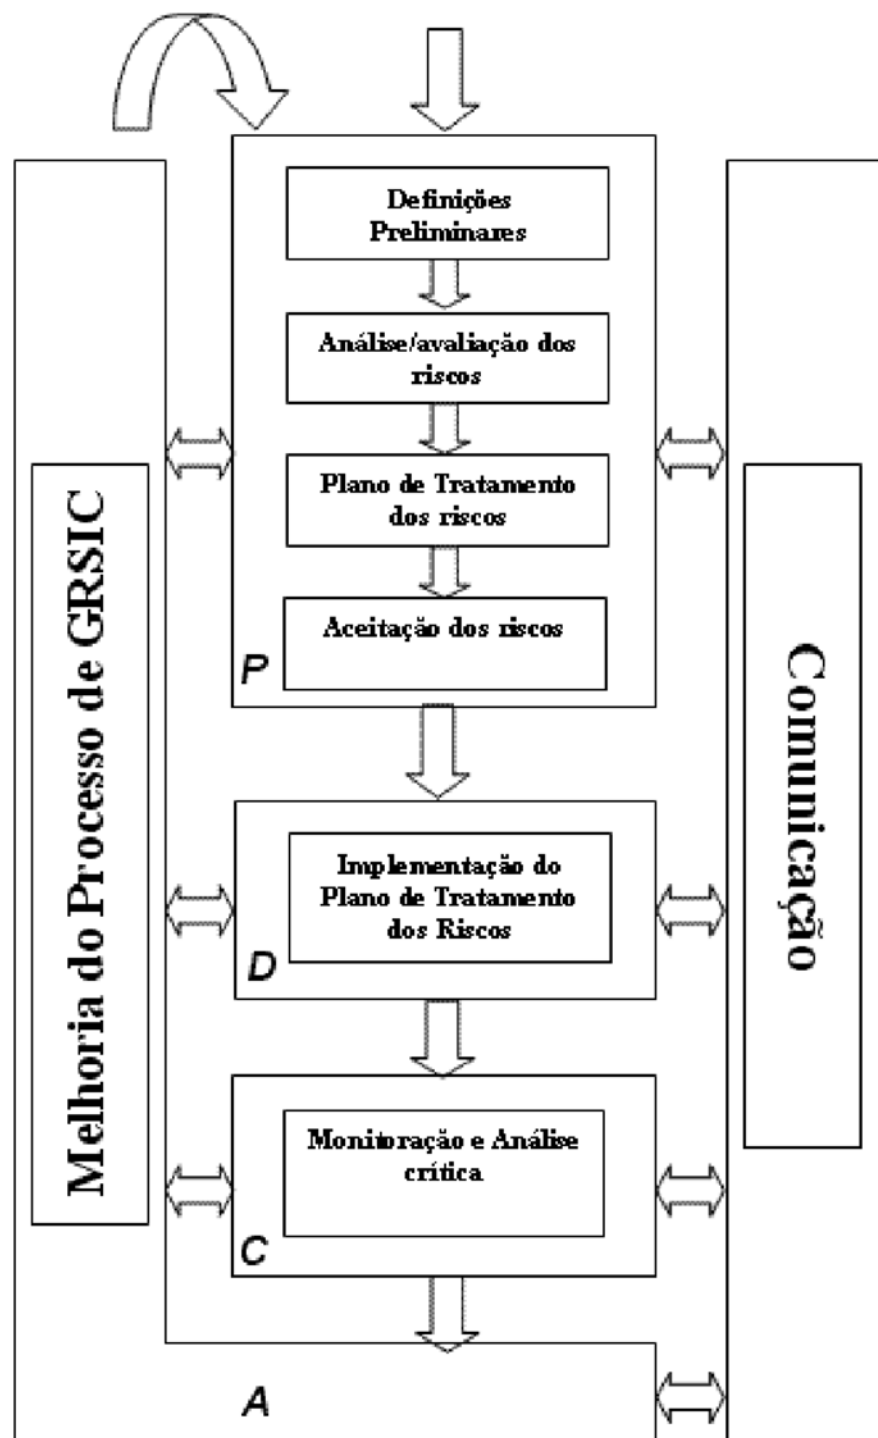 Definições
Preliminares
Análise/avaliação dos
riscos
Plano de Tratamento
dos riscos
Aceitação dos riscos
P
Melhoria do Processo de GRSIC
Comunicação
Implementação do
Plano de Tratamento
dos Riscos
D
Monitoração e Análise
crítica
C
A